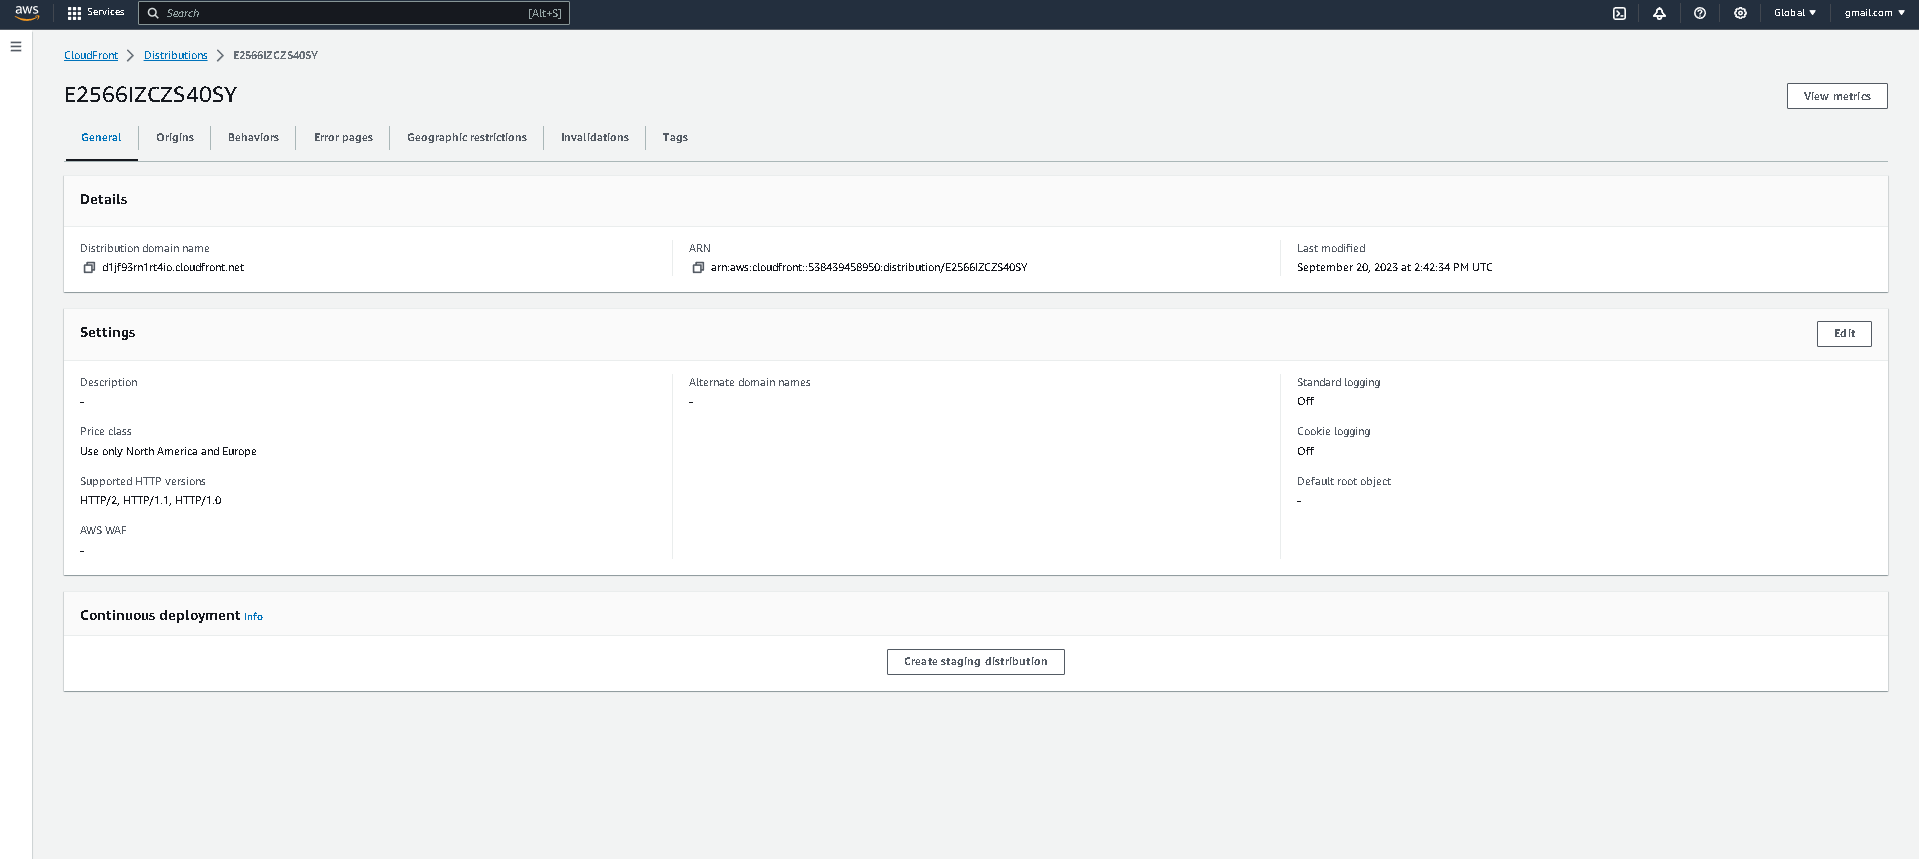 aws
Services
Search
[Alt+S]
Global
gmail.com
CloudFront
Distributions
E2566IZCZS40SY
E2566IZCZS40SY
View metrics
General
Origins
Behaviors
Error pages
Geographic restrictions
Invalidations
Tags
Details
Distribution domain name
d1jf93rn1rt4io.cloudfront.net
ARN
arn:aws:cloudfront::538439458950:distribution/E2566IZCZS40SY
Last modified
September 20, 2023 at 2:42:34 PM UTC
Settings
Edit
Description
-
Price class
Use only North America and Europe
Supported HTTP versions
HTTP/2, HTTP/1.1, HTTP/1.0
AWS WAF
-
Alternate domain names
-
Standard logging
Off
Cookie logging
Off
Default root object
-
Continuous deployment Info
Create staging distribution